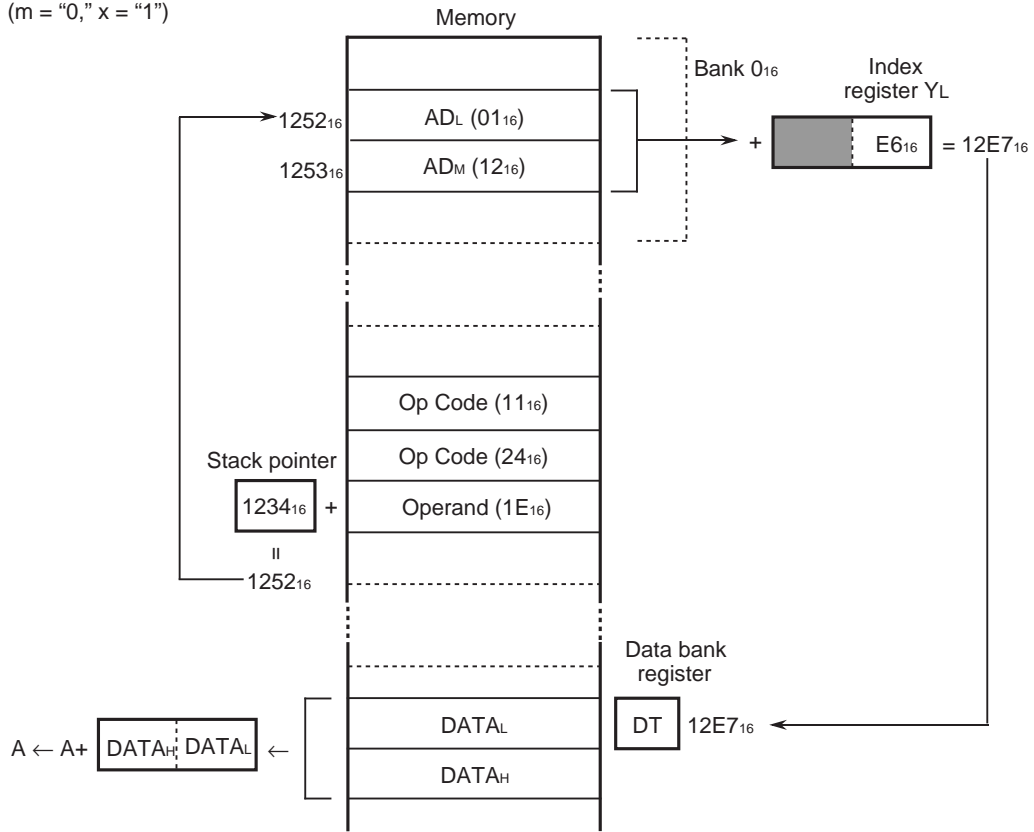 (m = “0,” x = “1”)
Memory
Bank 0₁₆
Index
register YL
1252₁₆
ADL (01₁₆)
+
E6₁₆
= 12E7₁₆
1253₁₆
ADM (12₁₆)
Op Code (11₁₆)
Stack pointer
Op Code (24₁₆)
1234₁₆
+
Operand (1E₁₆)
=
1252₁₆
Data bank
register
DATAL
DT
12E7₁₆
A ← A+
DATAH
DATAL
←
DATAH